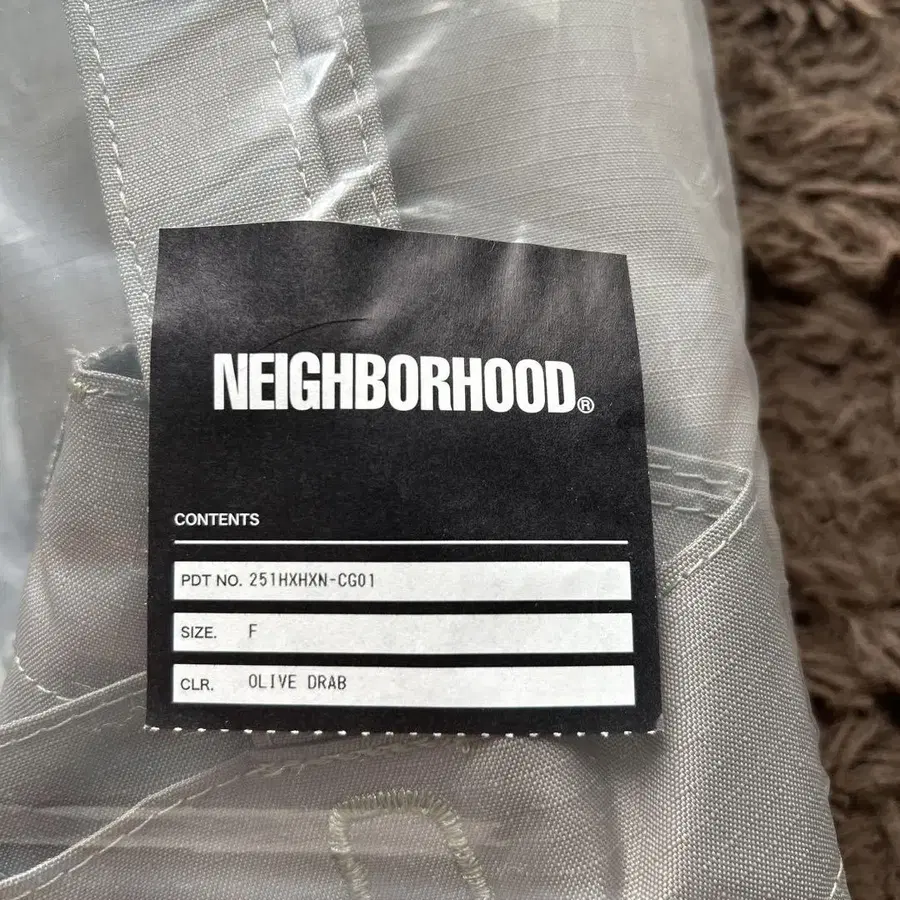 NEIGHBORHOOD®
CONTENTS
PDT NO. 251HXHXN-CG01
SIZE. F
CLR. OLIVE DRAB